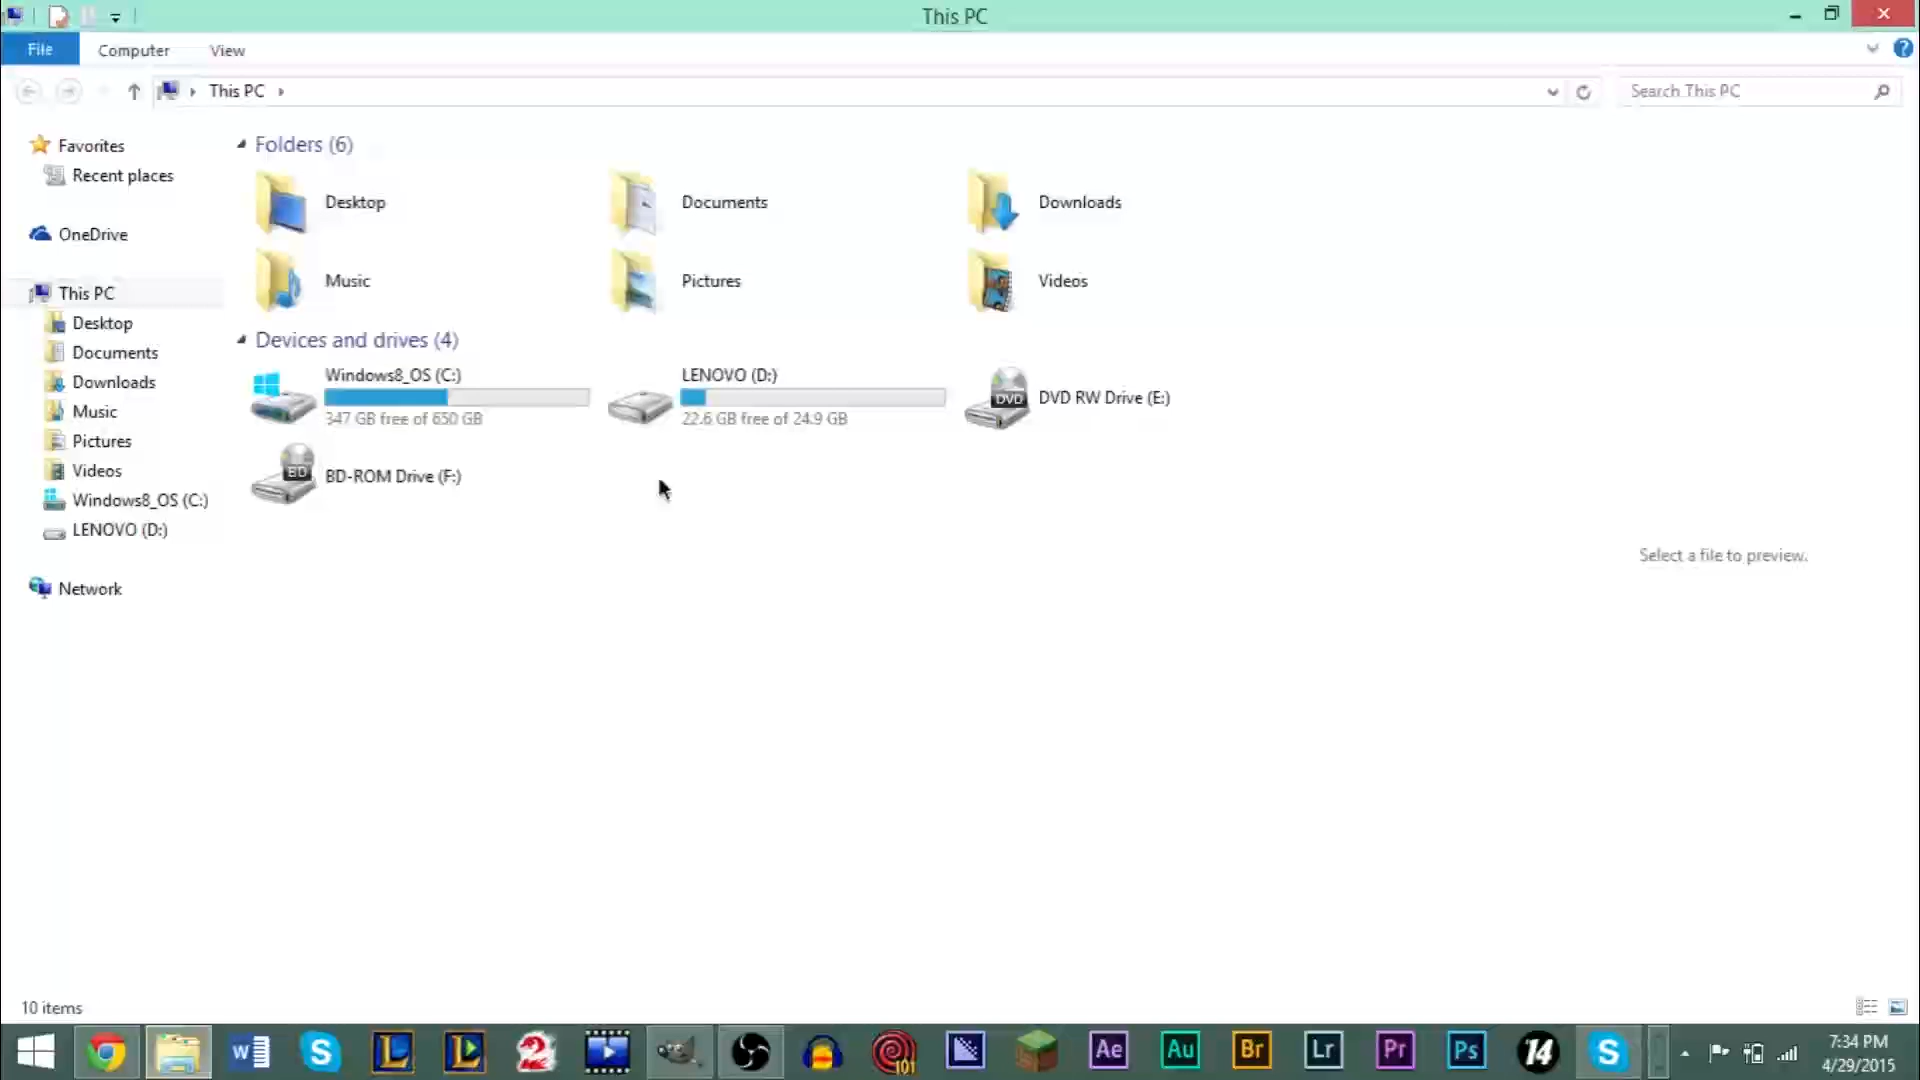 This PC
File
Computer
View
This PC
Search This PC
Favorites
Recent places
OneDrive
This PC
Desktop
Documents
Downloads
Music
Pictures
Videos
Windows8_OS (C:)
LENOVO (D:)
Network
Folders (6)
Desktop
Documents
Downloads
Music
Pictures
Videos
Devices and drives (4)
Windows8_OS (C:)
347 GB free of 650 GB
LENOVO (D:)
22.6 GB free of 24.9 GB
DVD
DVD RW Drive (E:)
BD
BD-ROM Drive (F:)
Select a file to preview.
10 items
W
S
L
L
2
101
Ae
Au
Br
Lr
Pr
Ps
14
S
7:34 PM
4/29/2015